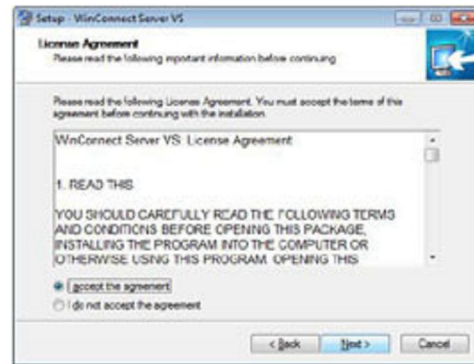 Setup - WinConnect Server VS
License Agreement
Please read the following important information before continuing.
Please read the following License Agreement. You must accept the terms of this
agreement before continuing with the installation.
WinConnect Server VS License Agreement
1. READ THIS
YOU SHOULD CAREFULLY READ THE FOLLOWING TERMS
AND CONDITIONS BEFORE OPENING THIS PACKAGE,
INSTALLING THE PROGRAM INTO THE COMPUTER OR
OTHERWISE USING THIS PROGRAM. OPENING THIS
I accept the agreement
I do not accept the agreement
< Back
Next >
Cancel